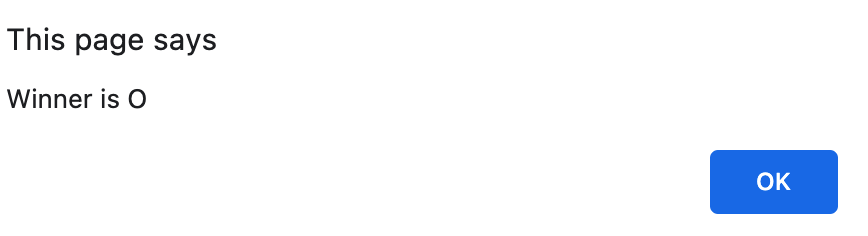 This page says
Winner is O
OK